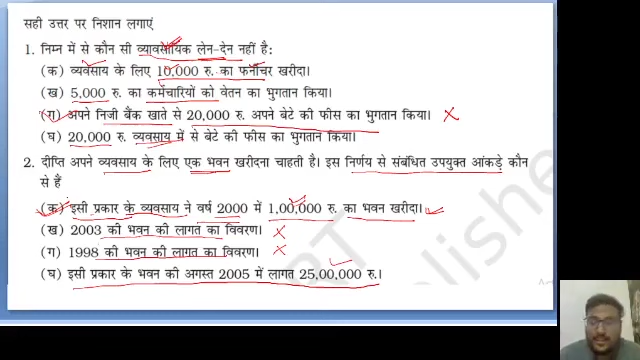 सही उत्तर पर निशान लगाएं
1. निम्न में से कौन सी व्यावसायिक लेन-देन नहीं है:
(क) व्यवसाय के लिए 10,000 रु. का फर्नीचर खरीदा।
(ख) 5,000 रु. का कर्मचारियों को वेतन का भुगतान किया।
(ग) अपने निजी बैंक खाते से 20,000 रु. अपने बेटे की फीस का भुगतान किया।
(घ) 20,000 रु. व्यवसाय में से बेटे की फीस का भुगतान किया।
2. दीप्ति अपने व्यवसाय के लिए एक भवन खरीदना चाहती है। इस निर्णय से संबंधित उपयुक्त आंकड़े कौन
से हैं
(क) इसी प्रकार के व्यवसाय ने वर्ष 2000 में 1,00,000 रु. का भवन खरीदा।
(ख) 2003 की भवन की लागत का विवरण।
(ग) 1998 की भवन की लागत का विवरण।
(घ) इसी प्रकार के भवन की अगस्त 2005 में लागत 25,00,000 रु.।